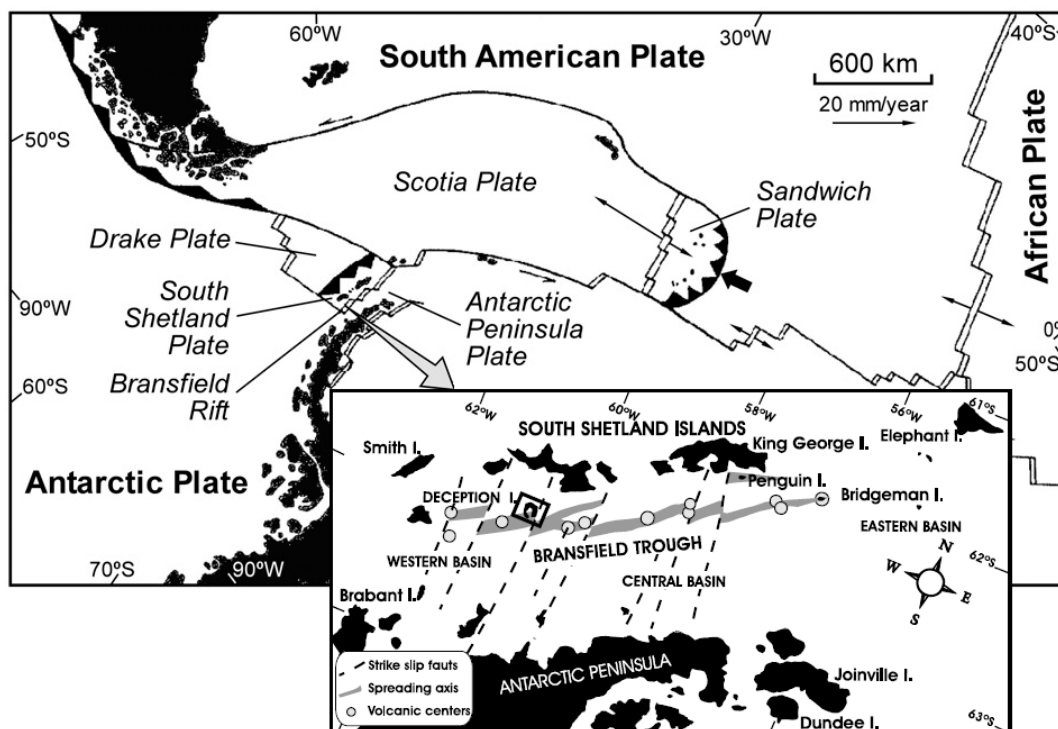 60ºW
South American Plate
30ºW
40ºS
600 km
20 mm/year
50ºS
African Plate
Scotia Plate
Sandwich
Plate
Drake Plate
South
Shetland
Plate
Antarctic
Peninsula
Plate
90ºW
0º
50ºS
60ºS
Bransfield
Rift
Antarctic Plate
70ºS
90ºW
62ºW
60ºW
58ºW
56ºW
61ºS
SOUTH SHETLAND ISLANDS
Smith I.
King George I.
Elephant I.
DECEPTION I.
Penguin I.
Bridgeman I.
WESTERN BASIN
BRANSFIELD TROUGH
EASTERN BASIN
CENTRAL BASIN
62ºS
N
W
E
S
Brabant I.
Strike slip fauts
Spreading axis
Volcanic centers
ANTARCTIC PENINSULA
Joinville I.
Dundee I.
63ºS